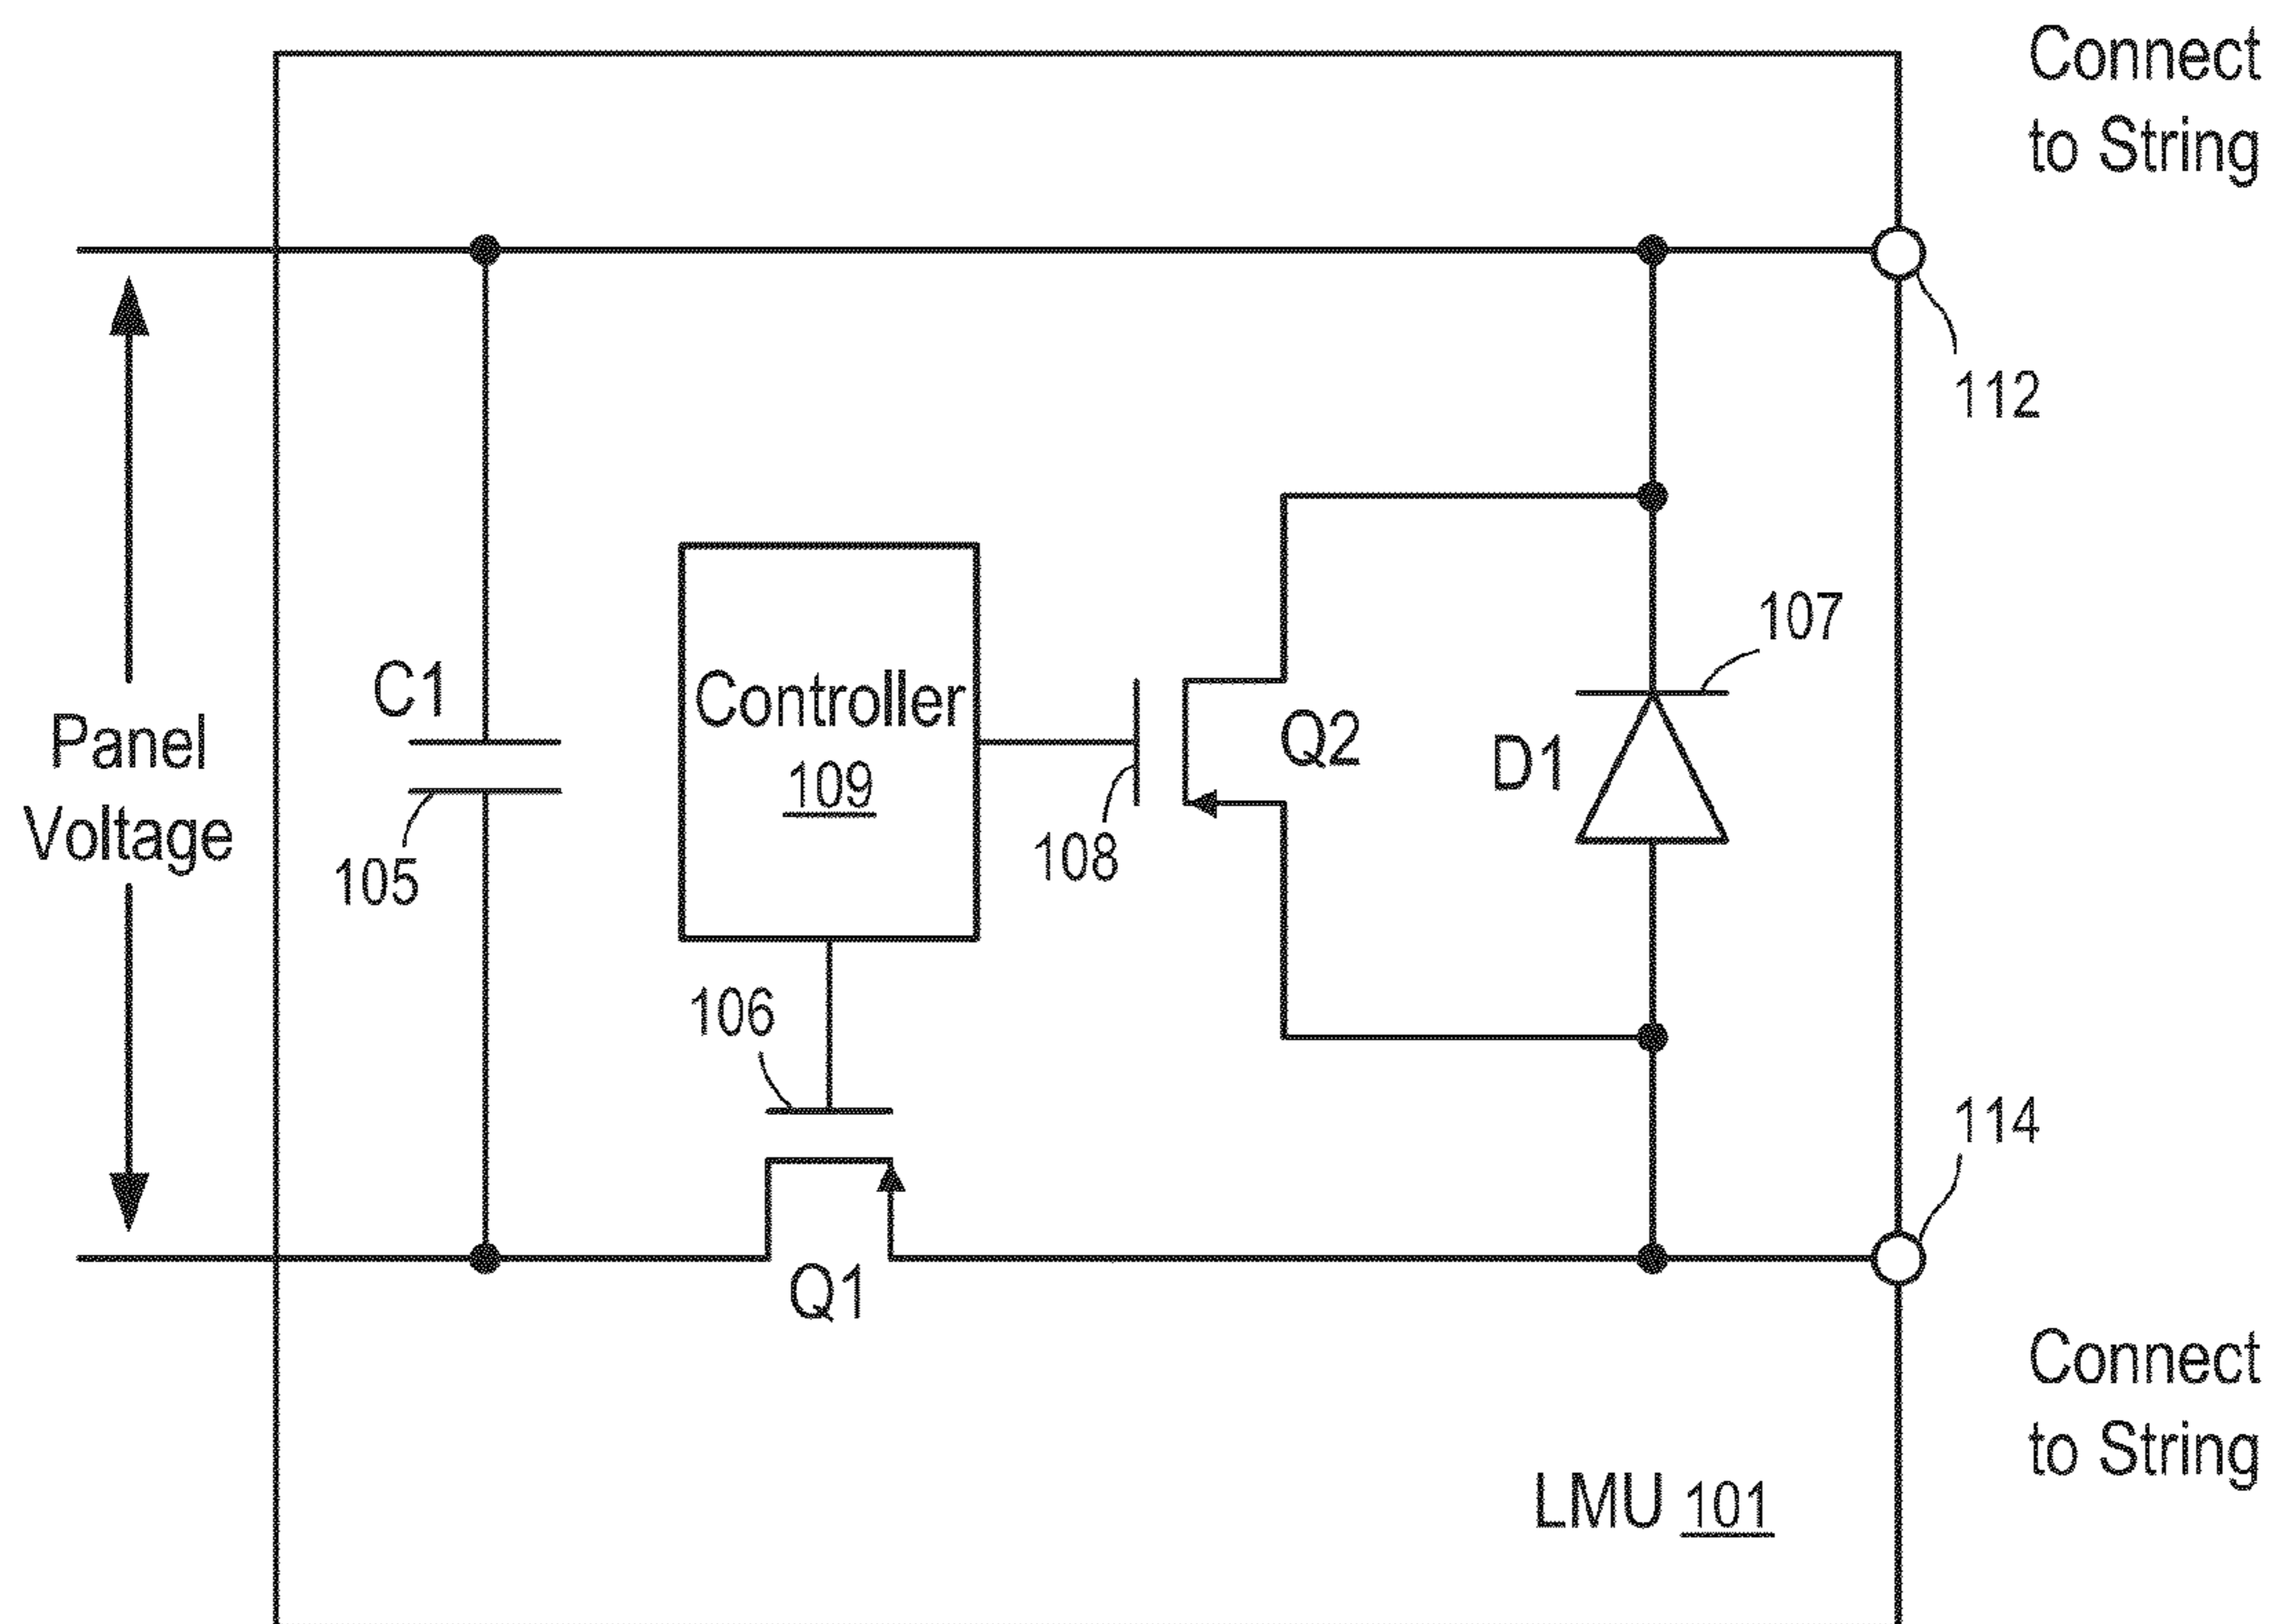 Connect
to String
112
107
C1
Controller
109
Q2
D1
Panel
Voltage
105
108
106
114
Q1
Connect
to String
LMU 101